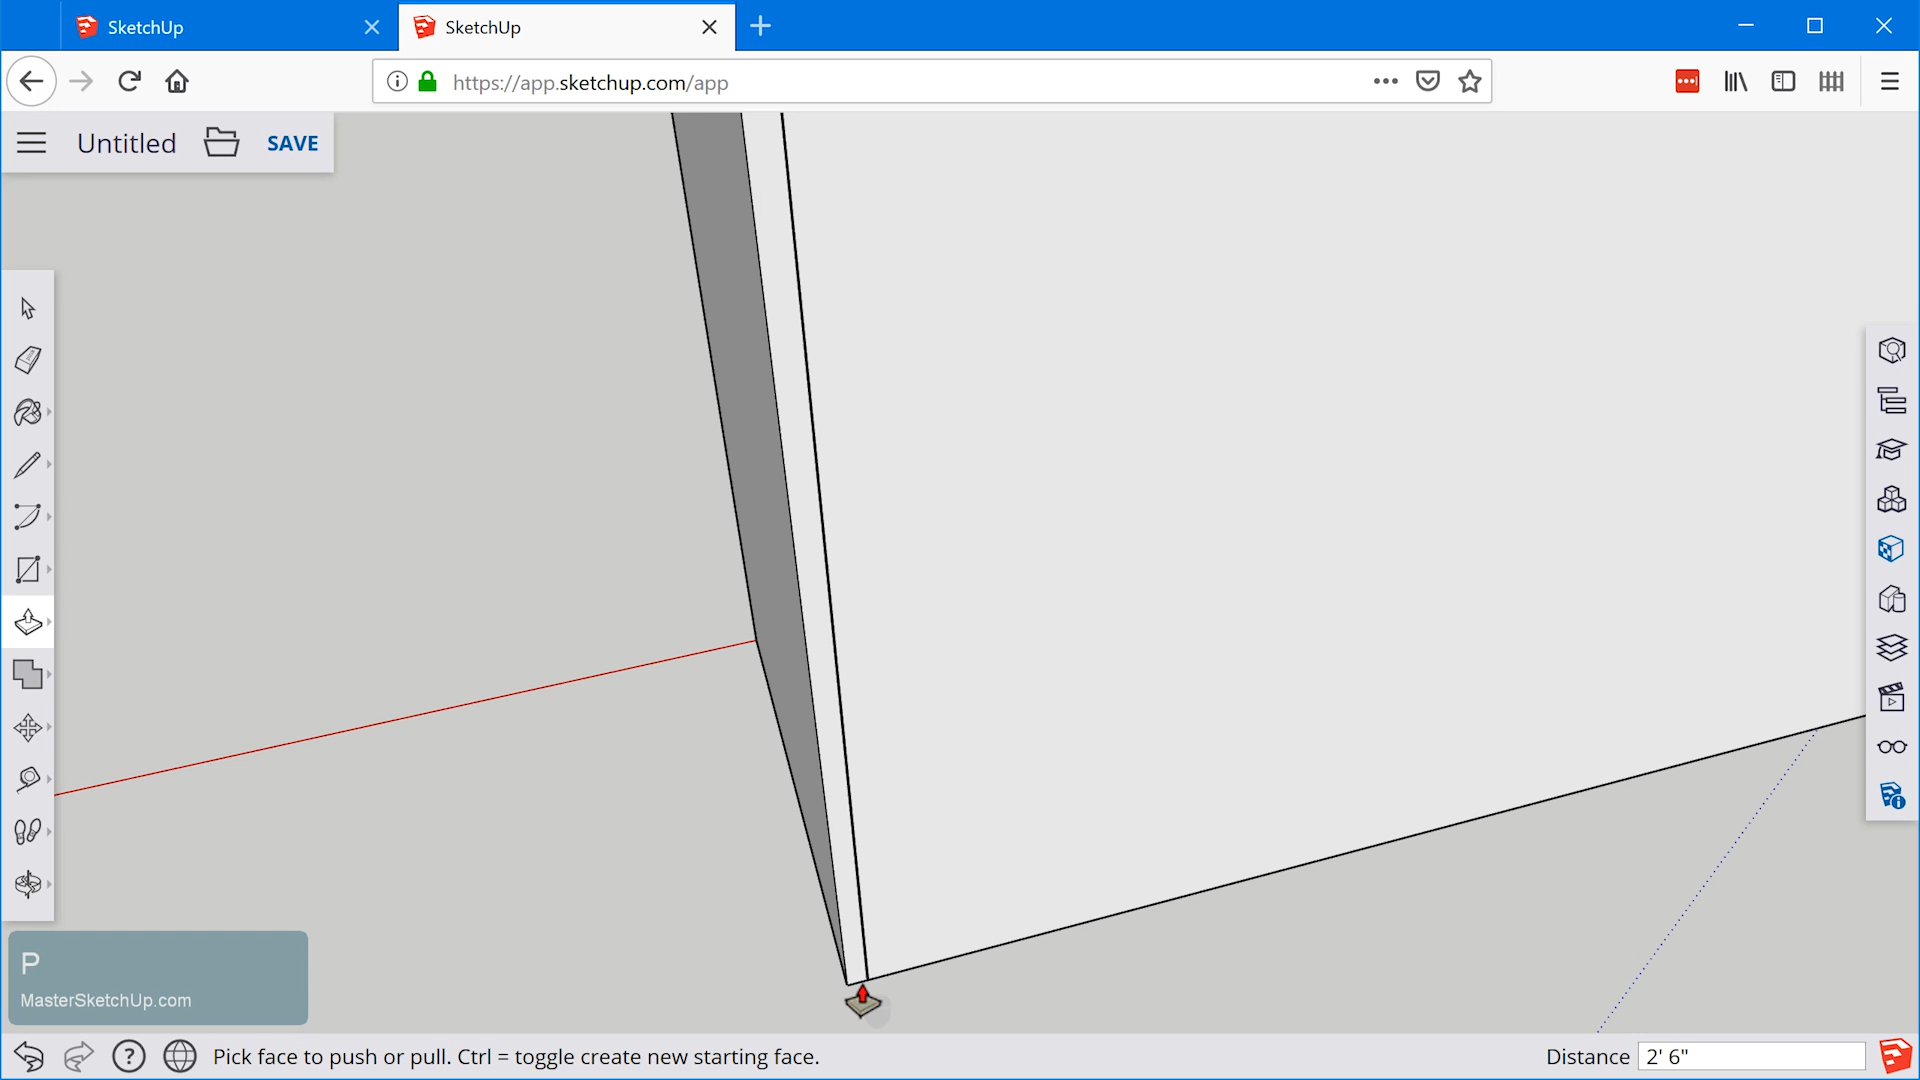 SketchUp
SketchUp
https://app.sketchup.com/app
Untitled
SAVE
P
MasterSketchUp.com
Pick face to push or pull. Ctrl = toggle create new starting face.
Distance
2' 6"